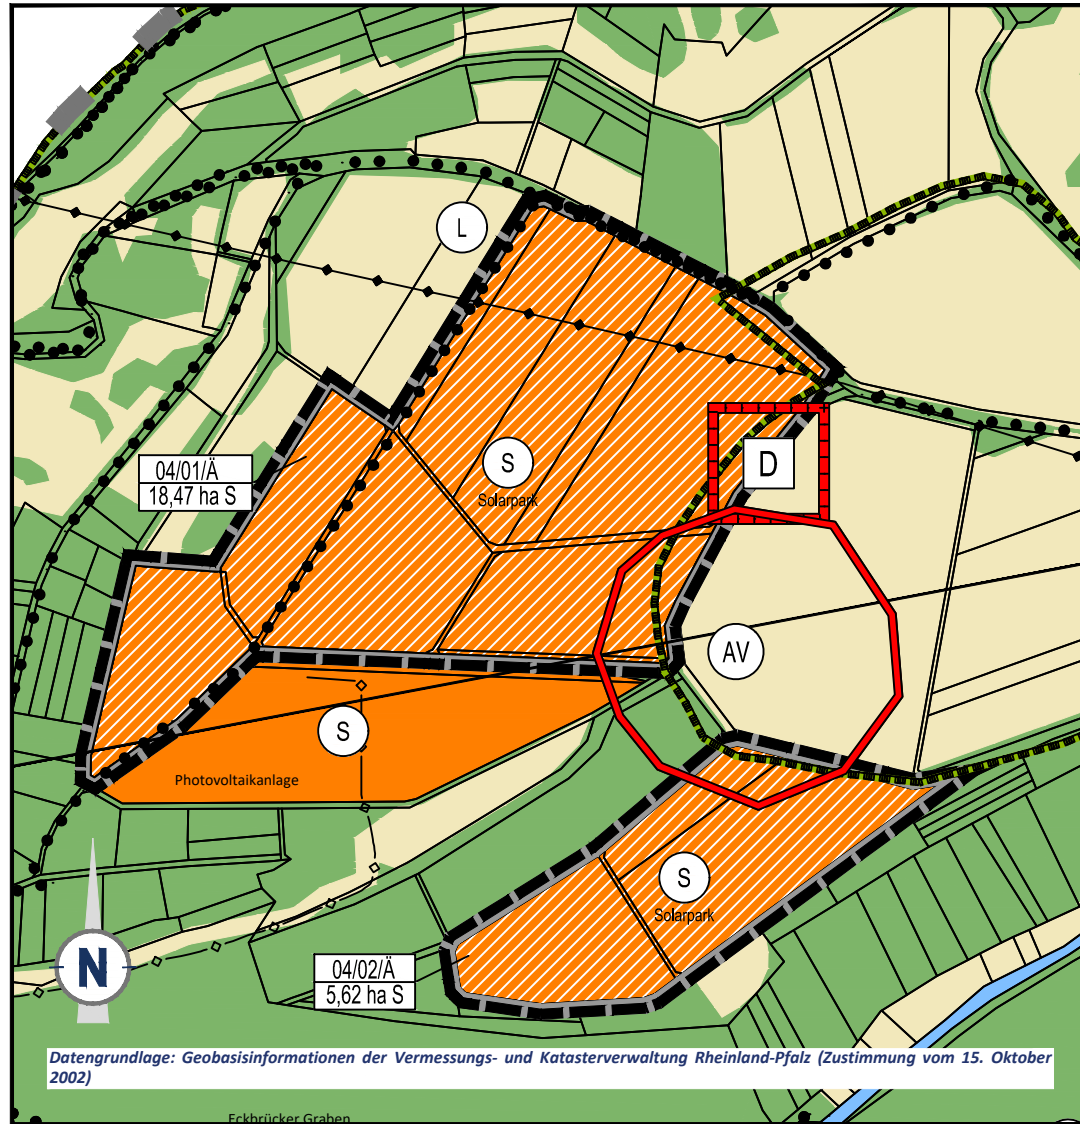 L
04/01/Ä
18,47 ha S
S
Solarpark
D
AV
S
Photovoltaikanlage
S
Solarpark
04/02/Ä
5,62 ha S
N
Datengrundlage: Geobasisinformationen der Vermessungs- und Katasterverwaltung Rheinland-Pfalz (Zustimmung vom 15. Oktober
2002)
Eckbrücker Graben